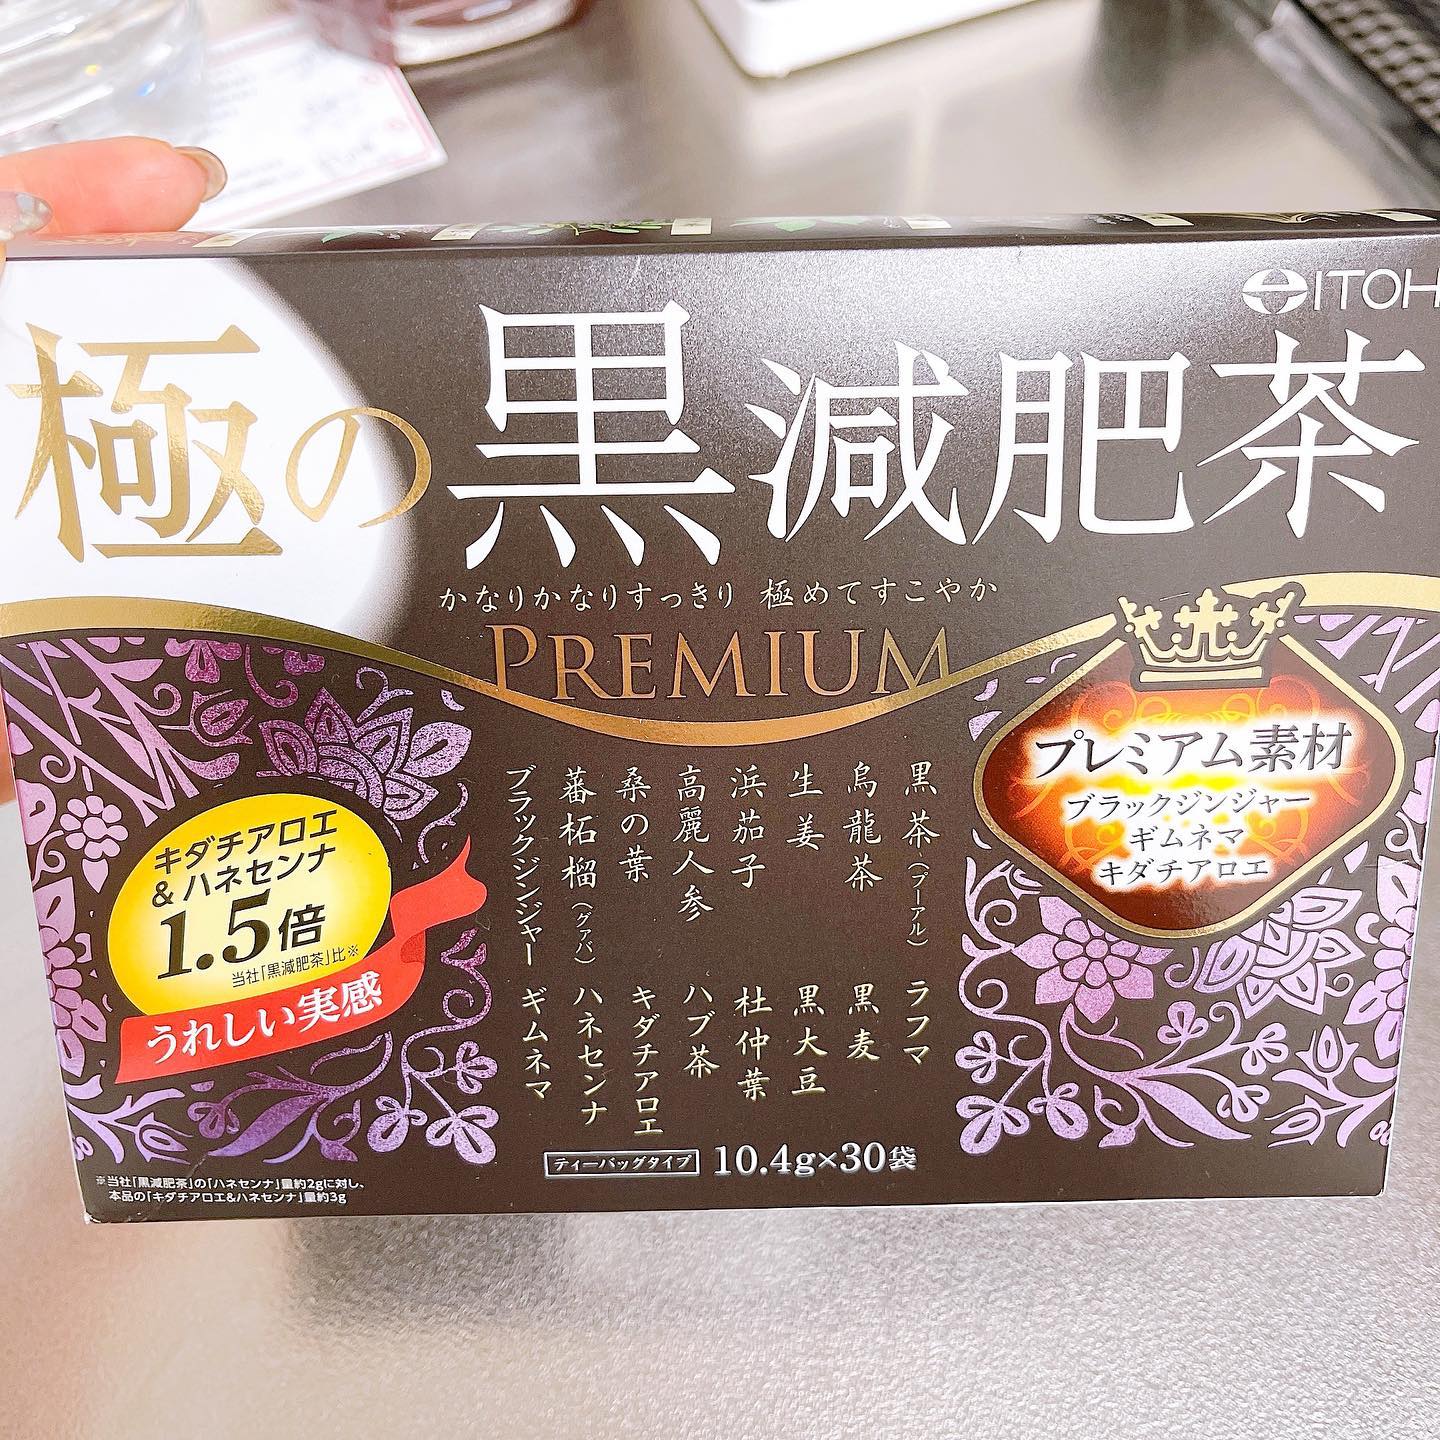 ITOH
極の黒減肥茶
かなりかなりすっきり 極めてすこやか
PREMIUM
プレミアム素材
ブラックジンジャー
ギムネマ
キダチアロエ
キダチアロエ
&ハネセンナ
1.5倍
当社「黒減肥茶」比※
うれしい実感
黒茶(プーアル)
烏龍茶
生姜
浜茄子
高麗人参
桑の葉
蕃柘榴(グァバ)
ブラックジンジャー
ラフマ
黒麦
黒大豆
杜仲葉
ハブ茶
キダチアロエ
ハネセンナ
ギムネマ
ティーバッグタイプ 10.4g×30袋
※当社「黒減肥茶」の「ハネセンナ」量約2gに対し、
本品の「キダチアロエ&ハネセンナ」量約3g